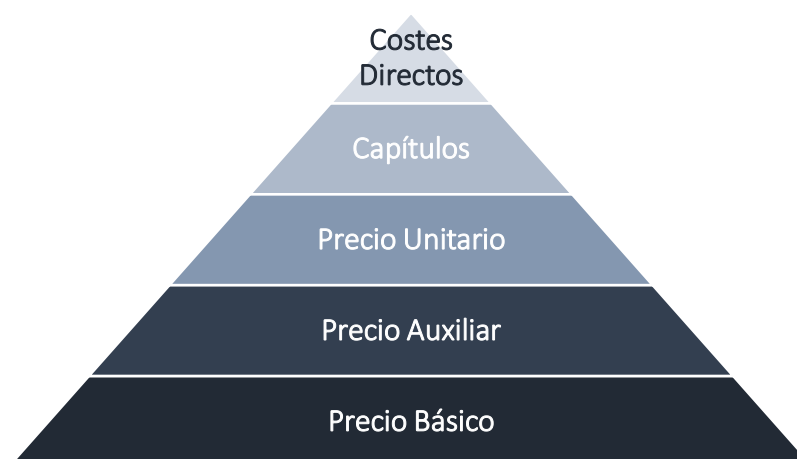 Costes
Directos
Capítulos
Precio Unitario
Precio Auxiliar
Precio Básico